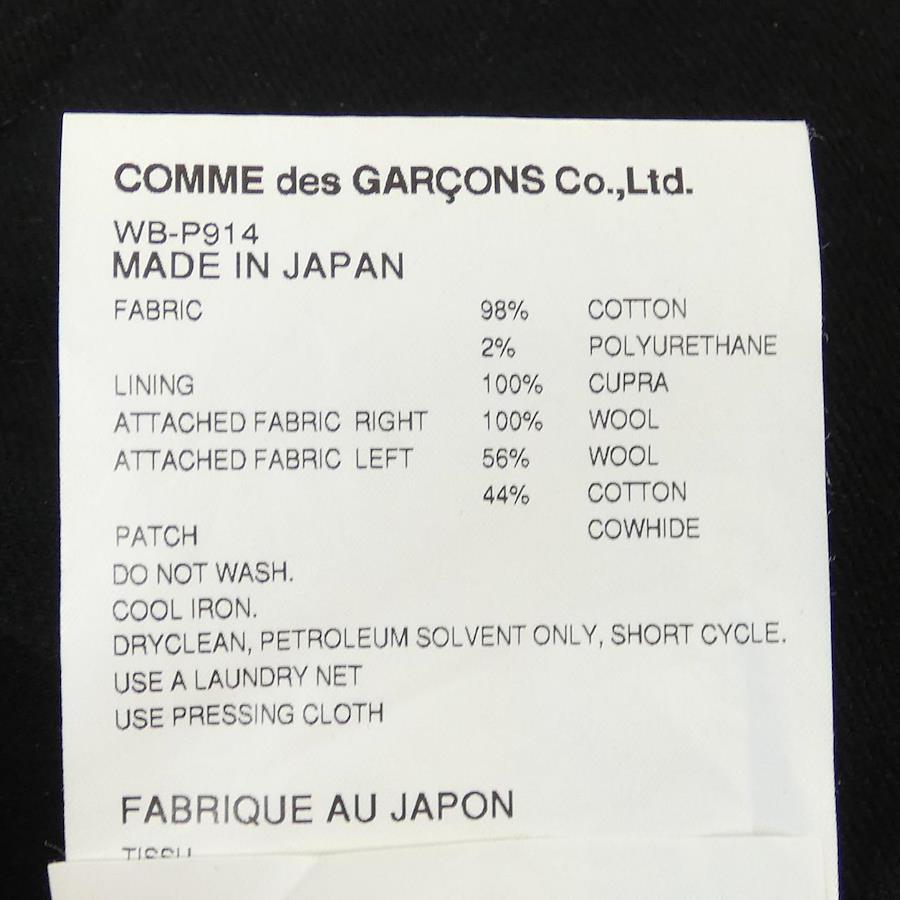 COMME des GARÇONS Co.,Ltd.
WB-P914
MADE IN JAPAN
FABRIC 98% COTTON
2% POLYURETHANE
LINING 100% CUPRA
ATTACHED FABRIC RIGHT 100% WOOL
ATTACHED FABRIC LEFT 56% WOOL
44% COTTON
PATCH COWHIDE
DO NOT WASH.
COOL IRON.
DRYCLEAN, PETROLEUM SOLVENT ONLY, SHORT CYCLE.
USE A LAUNDRY NET
USE PRESSING CLOTH
FABRIQUE AU JAPON
TISSU